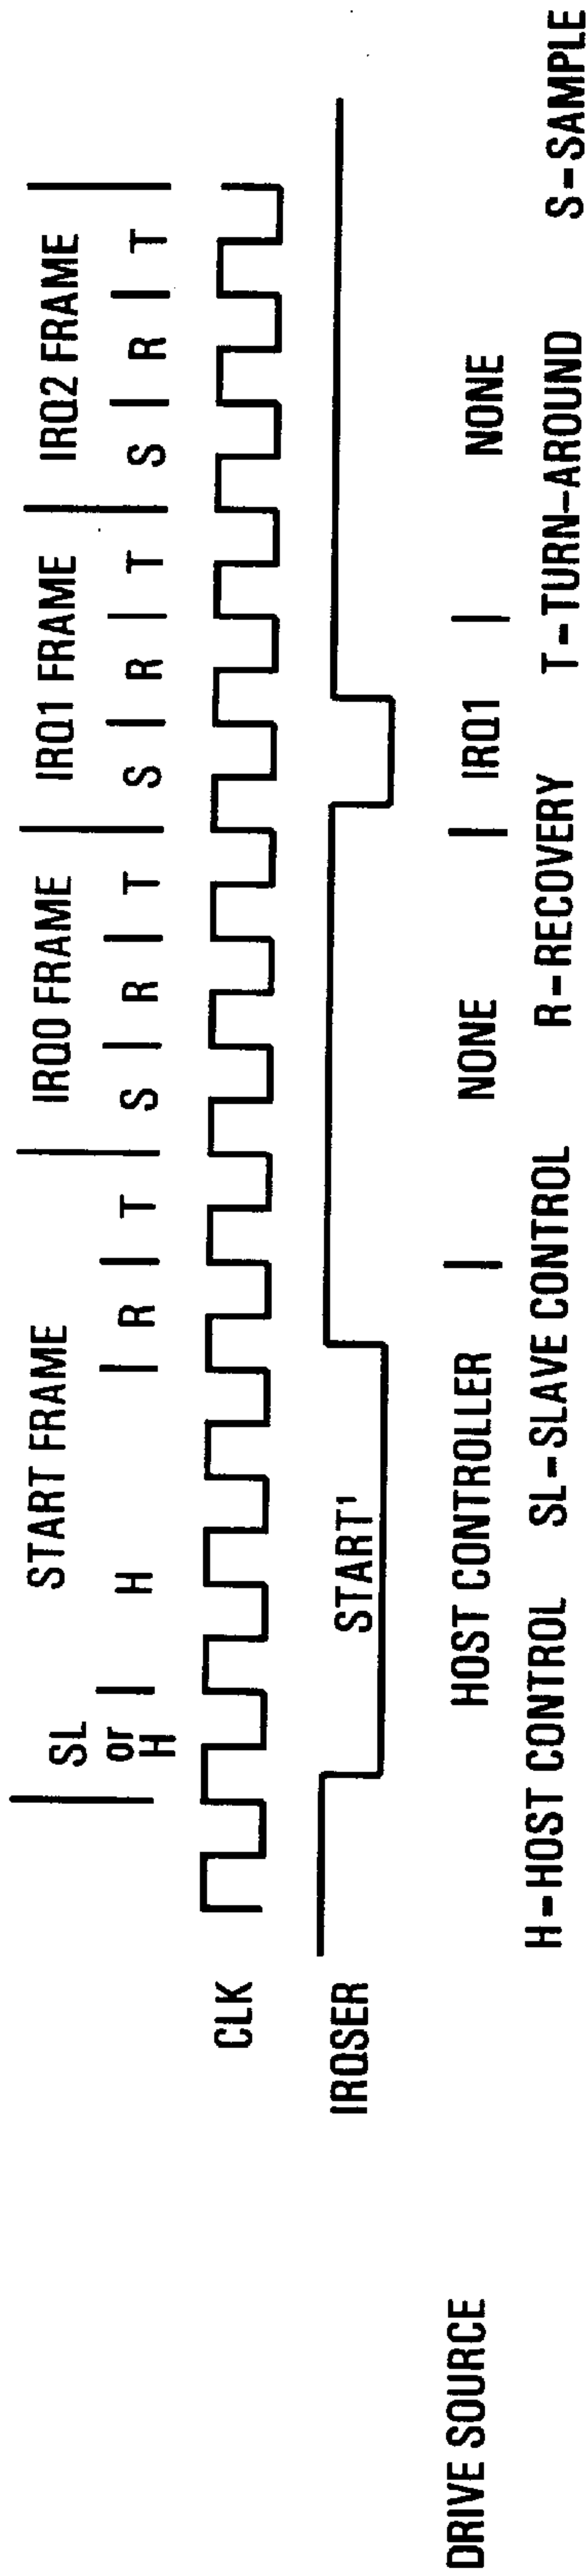 START FRAME IRQ0 FRAME IRQ1 FRAME IRQ2 FRAME
SL
or
H
H R T S R T S R T S R T
CLK
IRQSER
START¹
DRIVE SOURCE HOST CONTROLLER NONE IRQ1 NONE
H=HOST CONTROL SL=SLAVE CONTROL R=RECOVERY T=TURN-AROUND S=SAMPLE